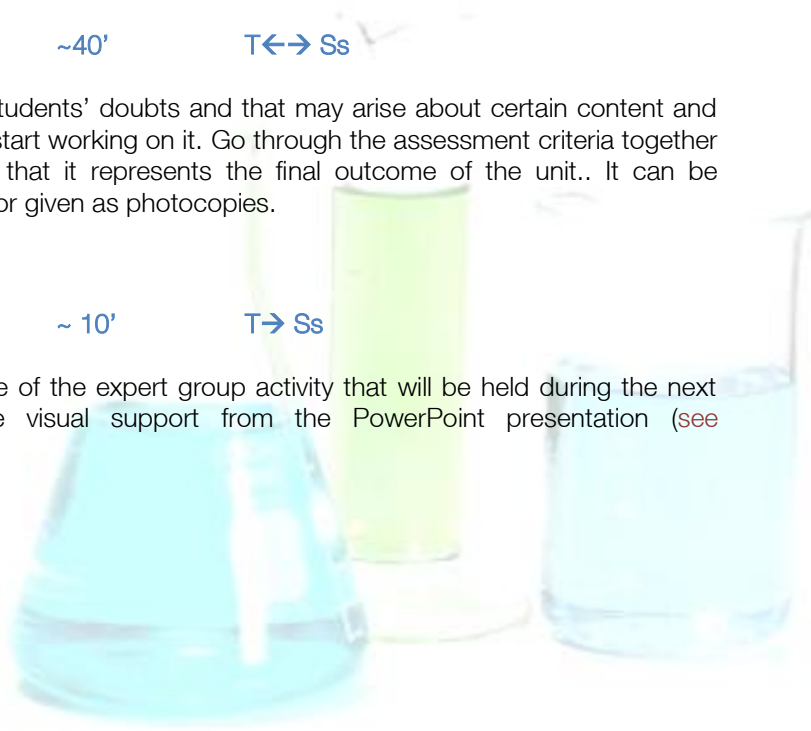 ~40’ T←→ Ss
tudents’ doubts and that may arise about certain content and
start working on it. Go through the assessment criteria together
that it represents the final outcome of the unit.. It can be
or given as photocopies.
~ 10’ T→ Ss
e of the expert group activity that will be held during the next
e visual support from the PowerPoint presentation (see